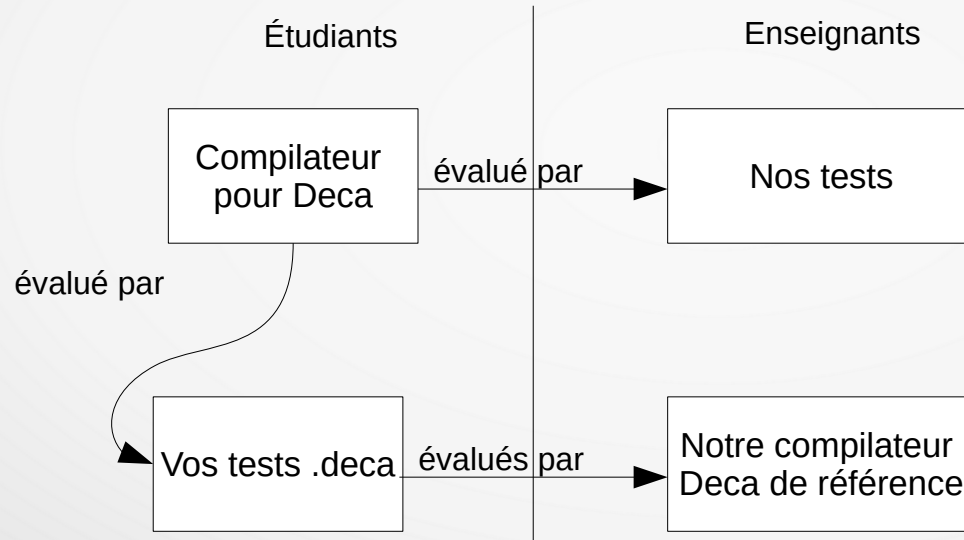 Étudiants
Enseignants
Compilateur
pour Deca
évalué par
Nos tests
évalué par
Vos tests .deca
évalués par
Notre compilateur
Deca de référence